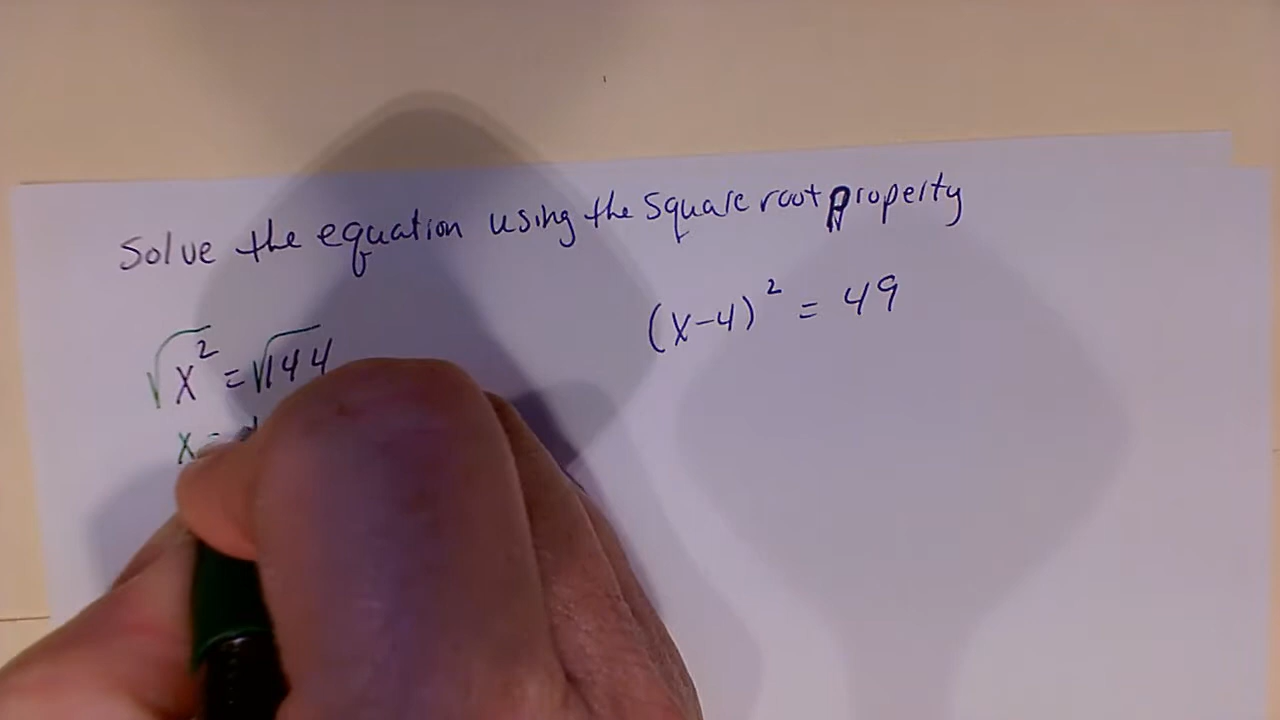 Solve the equation using the square root property
√x² = √144
x =
(x-4)² = 49